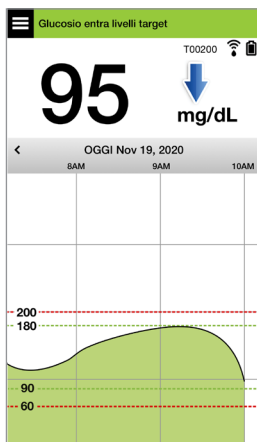 Glucosio entra livelli target
T00200
95
mg/dL
OGGI Nov 19, 2020
8AM 9AM 10AM
200
180
90
60